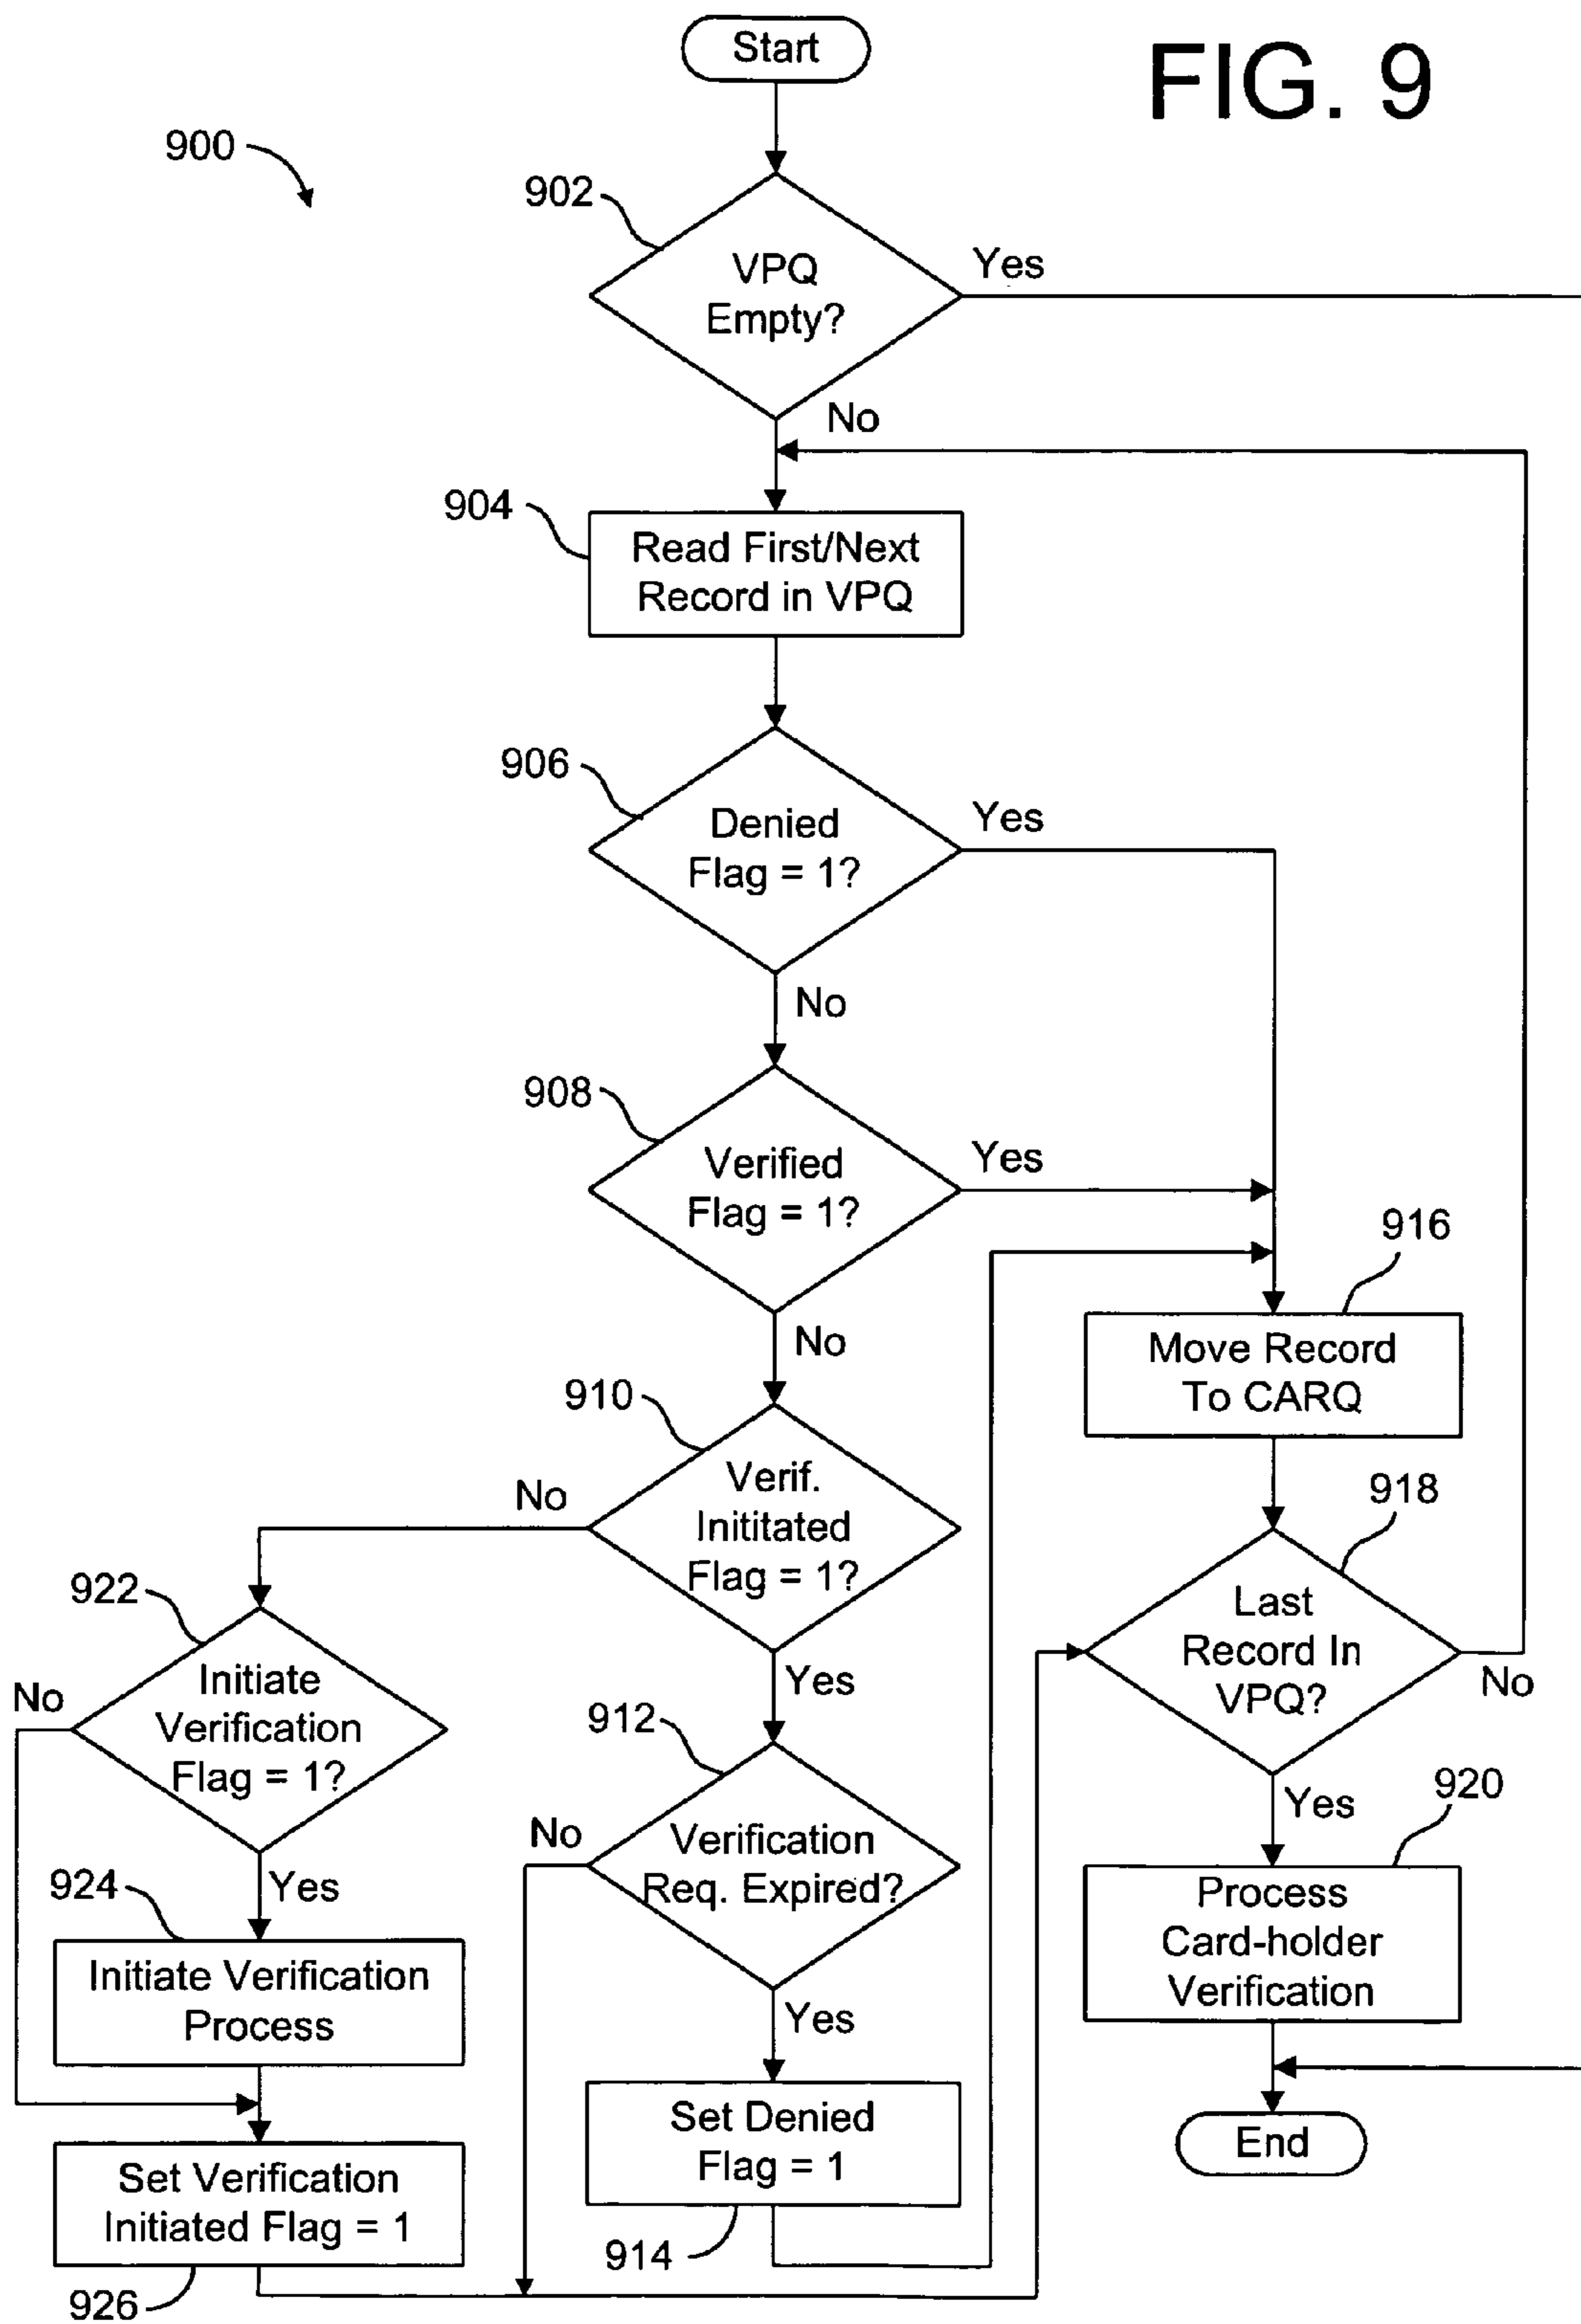 Start
FIG. 9
900
902
VPQ
Empty?
Yes
No
904
Read First/Next
Record in VPQ
906
Denied
Flag = 1?
Yes
No
908
Verified
Flag = 1?
Yes
No
916
Move Record
To CARQ
910
Verif.
Inititated
Flag = 1?
No
Yes
918
Last
Record In
VPQ?
No
Yes
922
Initiate
Verification
Flag = 1?
No
Yes
912
Verification
Req. Expired?
No
Yes
920
Process
Card-holder
Verification
924
Initiate Verification
Process
Set Denied
Flag = 1
914
End
Set Verification
Initiated Flag = 1
926